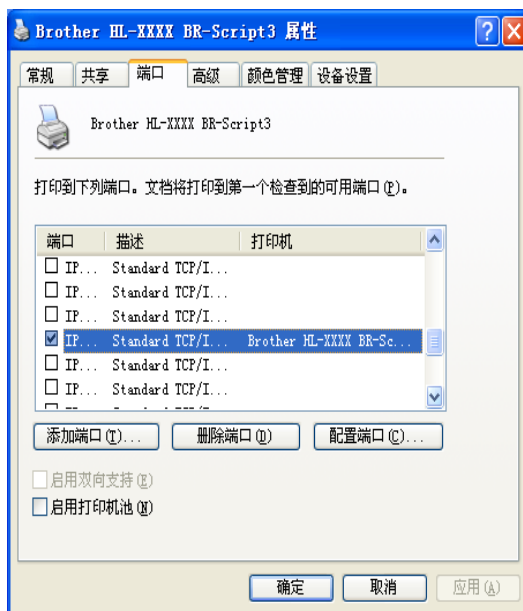 Brother HL-XXXX BR-Script3 属性
常规 共享 端口 高级 颜色管理 设备设置
Brother HL-XXXX BR-Script3
打印到下列端口。文档将打印到第一个检查到的可用端口(P)。
端口 描述 打印机
IP... Standard TCP/I...
IP... Standard TCP/I...
IP... Standard TCP/I...
IP... Standard TCP/I... Brother HL-XXXX BR-Sc...
IP... Standard TCP/I...
IP... Standard TCP/I...
添加端口(T)... 删除端口(D) 配置端口(C)...
启用双向支持(E)
启用打印机池(N)
确定 取消 应用(A)